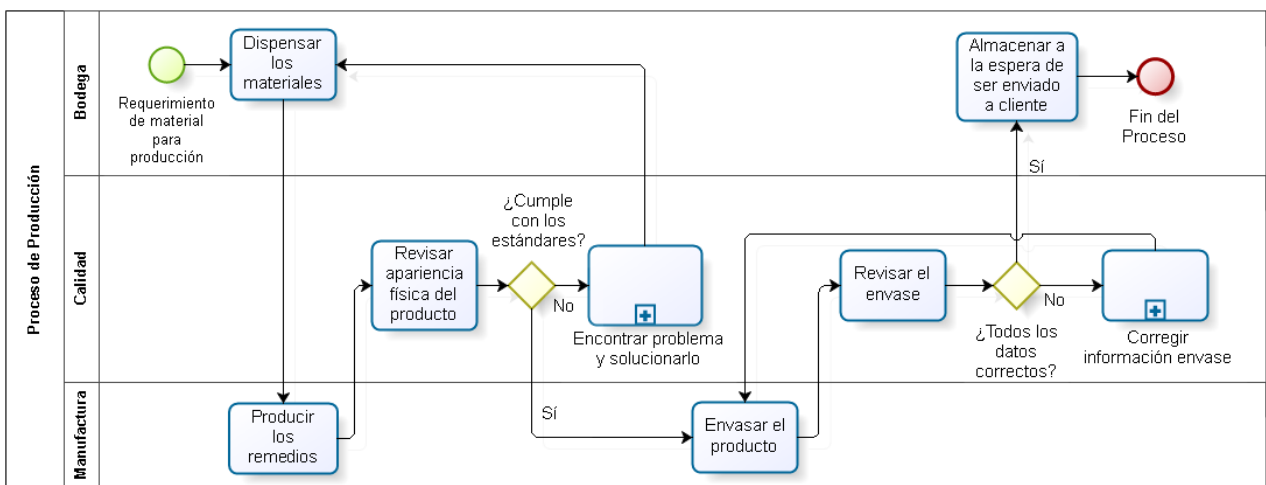 Proceso de Producción
Bodega
Requerimiento
de material
para
producción
Dispensar
los
materiales
Almacenar a
la espera de
ser enviado
a cliente
Fin del
Proceso
Sí
Calidad
Revisar
apariencia
física del
producto
¿Cumple
con los
estándares?
No
Encontrar problema
y solucionarlo
Revisar el
envase
¿Todos los
datos
correctos?
No
Corregir
información envase
Manufactura
Producir
los
remedios
Sí
Envasar el
producto